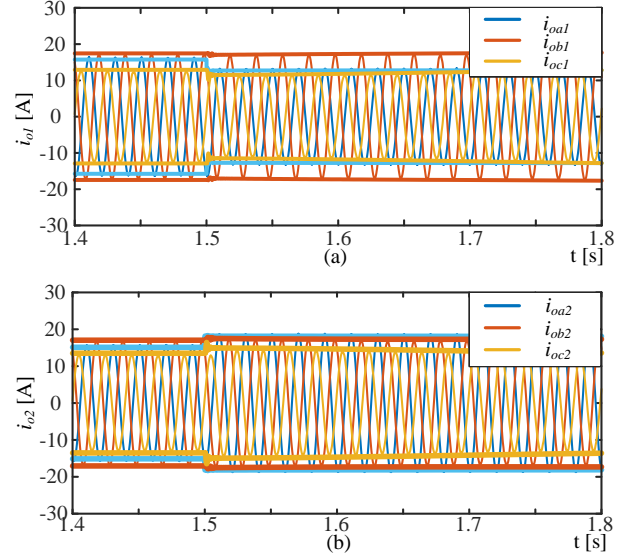 30
20
10
0
-10
-20
-30
i_o1 [A]
i_oa1
i_ob1
i_oc1
1.4
1.5
1.6
1.7
1.8
(a)
t [s]
30
20
10
0
-10
-20
-30
i_o2 [A]
i_oa2
i_ob2
i_oc2
1.4
1.5
1.6
1.7
1.8
(b)
t [s]